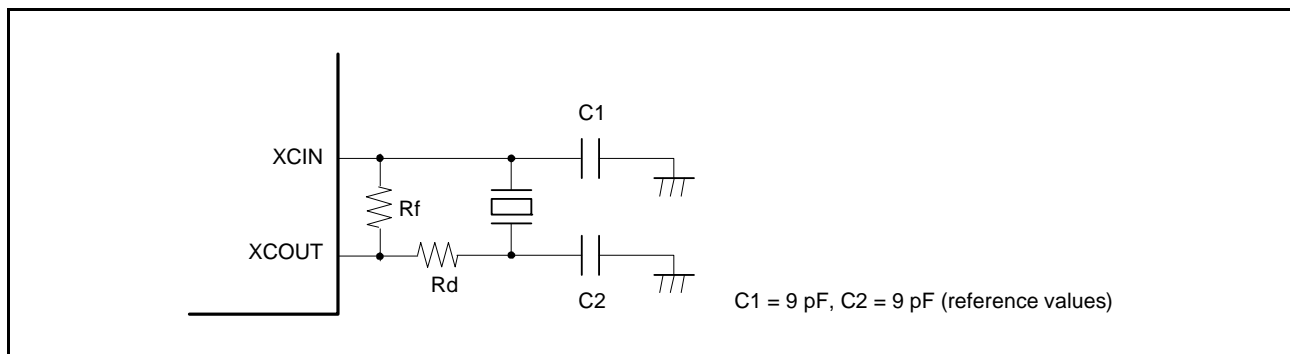 C1
XCIN
Rf
XCOUT
Rd
C2
C1 = 9 pF, C2 = 9 pF (reference values)